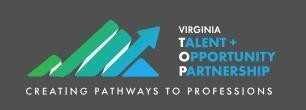 VIRGINIA
TALENT +
OPPORTUNITY
PARTNERSHIP
CREATING PATHWAYS TO PROFESSIONS